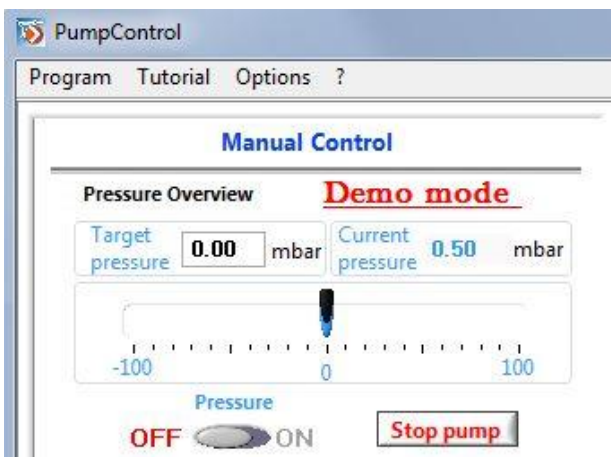 PumpControl
Program Tutorial Options ?
Manual Control
Pressure Overview Demo mode
Target pressure 0.00 mbar Current pressure 0.50 mbar
-100 0 100
Pressure
OFF ON Stop pump